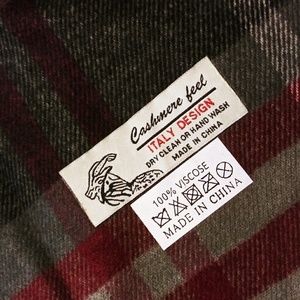 Cashmere feel
ITALY DESIGN
DRY CLEAN OR HAND WASH
MADE IN CHINA
100% VISCOSE
MADE IN CHINA